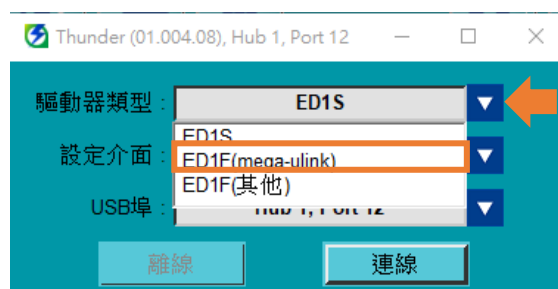 Thunder (01.004.08), Hub 1, Port 12
驅動器類型 : ED1S
ED1S
設定介面 : ED1F(mega-ulink)
ED1F(其他)
USB埠 : Hub 1, Port 12
離線 連線